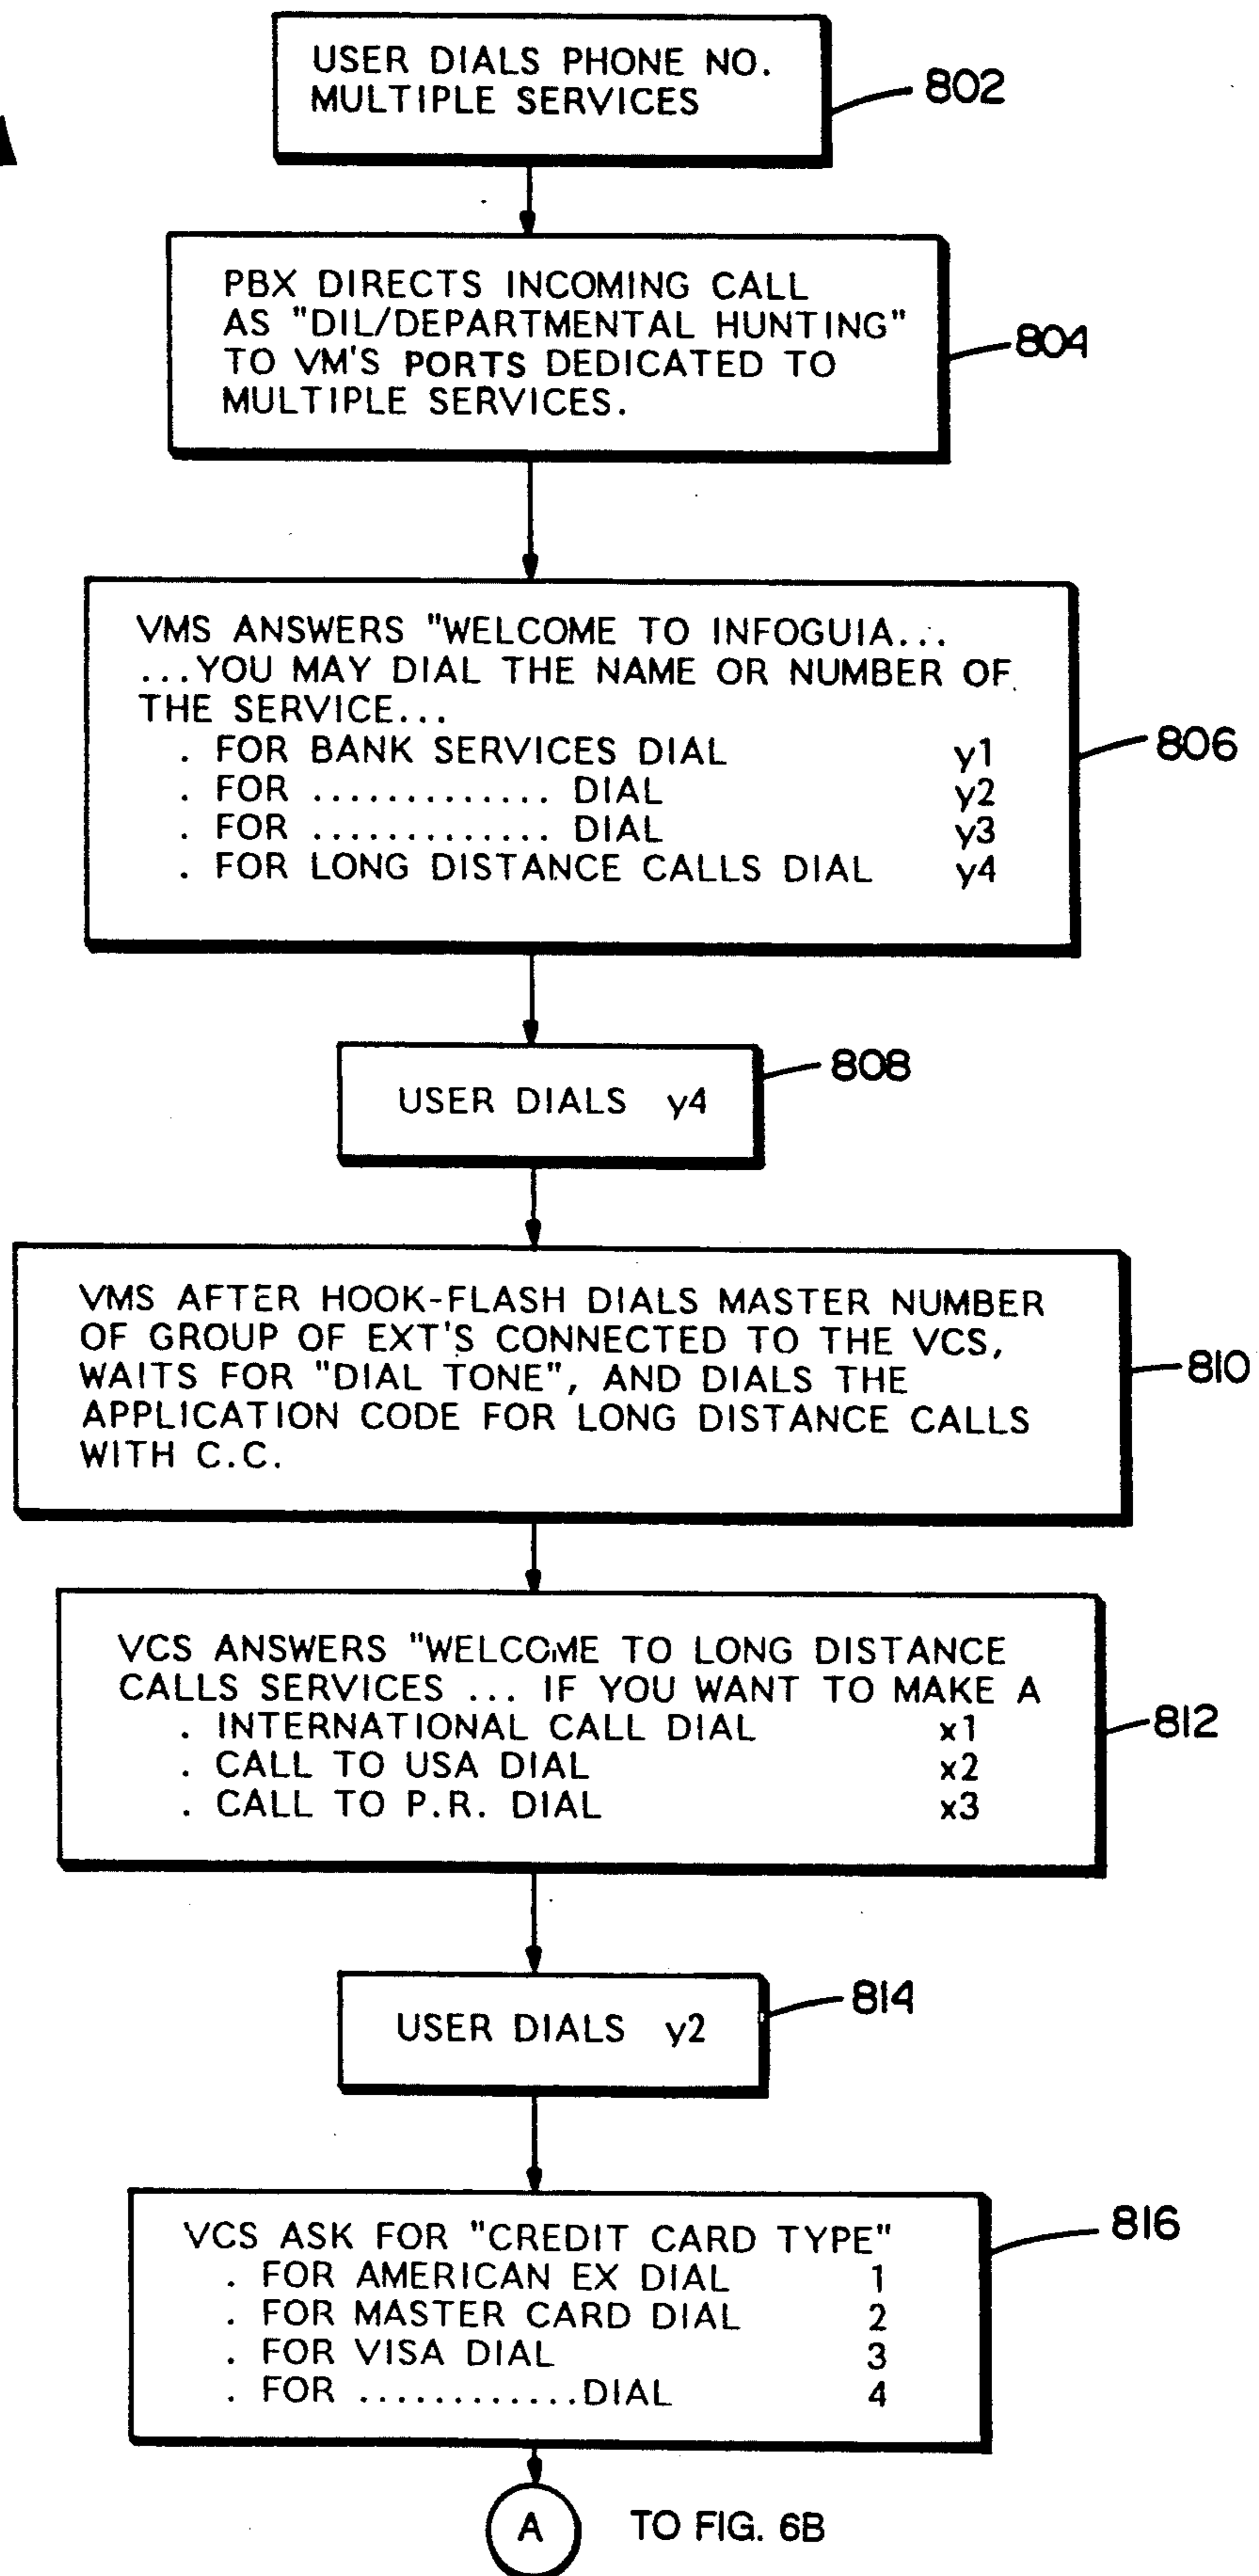 USER DIALS PHONE NO.
MULTIPLE SERVICES
802
PBX DIRECTS INCOMING CALL
AS "DIL/DEPARTMENTAL HUNTING"
TO VM'S PORTS DEDICATED TO
MULTIPLE SERVICES.
804
VMS ANSWERS "WELCOME TO INFOGUIA...
...YOU MAY DIAL THE NAME OR NUMBER OF
THE SERVICE...
. FOR BANK SERVICES DIAL y1
. FOR ............. DIAL y2
. FOR ............. DIAL y3
. FOR LONG DISTANCE CALLS DIAL y4
806
USER DIALS y4
808
VMS AFTER HOOK-FLASH DIALS MASTER NUMBER
OF GROUP OF EXT'S CONNECTED TO THE VCS,
WAITS FOR "DIAL TONE", AND DIALS THE
APPLICATION CODE FOR LONG DISTANCE CALLS
WITH C.C.
810
VCS ANSWERS "WELCOME TO LONG DISTANCE
CALLS SERVICES ... IF YOU WANT TO MAKE A
. INTERNATIONAL CALL DIAL x1
. CALL TO USA DIAL x2
. CALL TO P.R. DIAL x3
812
USER DIALS y2
814
VCS ASK FOR "CREDIT CARD TYPE"
. FOR AMERICAN EX DIAL 1
. FOR MASTER CARD DIAL 2
. FOR VISA DIAL 3
. FOR ............DIAL 4
816
A TO FIG. 6B